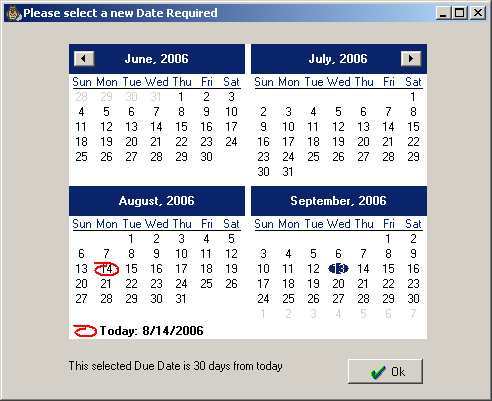 Please select a new Date Required
June, 2006
Sun Mon Tue Wed Thu Fri Sat
28 29 30 31 1 2 3
4 5 6 7 8 9 10
11 12 13 14 15 16 17
18 19 20 21 22 23 24
25 26 27 28 29 30
July, 2006
Sun Mon Tue Wed Thu Fri Sat
1
2 3 4 5 6 7 8
9 10 11 12 13 14 15
16 17 18 19 20 21 22
23 24 25 26 27 28 29
30 31
August, 2006
Sun Mon Tue Wed Thu Fri Sat
1 2 3 4 5
6 7 8 9 10 11 12
13 14 15 16 17 18 19
20 21 22 23 24 25 26
27 28 29 30 31
September, 2006
Sun Mon Tue Wed Thu Fri Sat
1 2
3 4 5 6 7 8 9
10 11 12 13 14 15 16
17 18 19 20 21 22 23
24 25 26 27 28 29 30
1 2 3 4 5 6 7
Today: 8/14/2006
This selected Due Date is 30 days from today
Ok